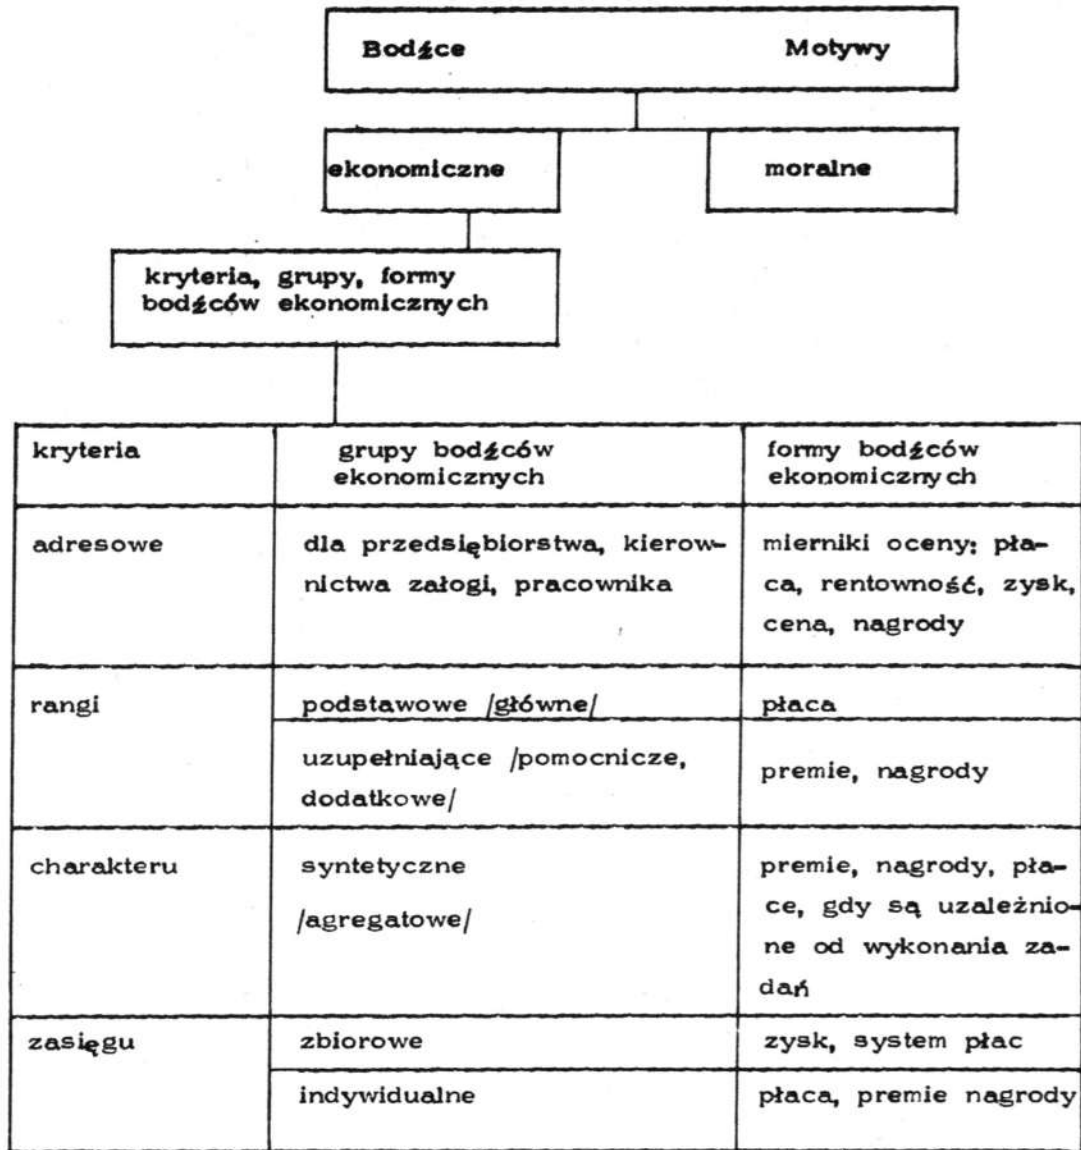 Bodźce Motywy
ekonomiczne moralne
kryteria, grupy, formy
bodźców ekonomicznych
kryteria
grupy bodźców
ekonomicznych
formy bodźców
ekonomicznych
adresowe
dla przedsiębiorstwa, kierow-
nictwa załogi, pracownika
mierniki oceny: pła-
ca, rentowność, zysk,
cena, nagrody
rangi
podstawowe /główne/
płaca
uzupełniające /pomocnicze,
dodatkowe/
premie, nagrody
charakteru
syntetyczne
/agregatowe/
premie, nagrody, pła-
ce, gdy są uzależnio-
ne od wykonania za-
dań
zasięgu
zbiorowe
zysk, system płac
indywidualne
płaca, premie nagrody